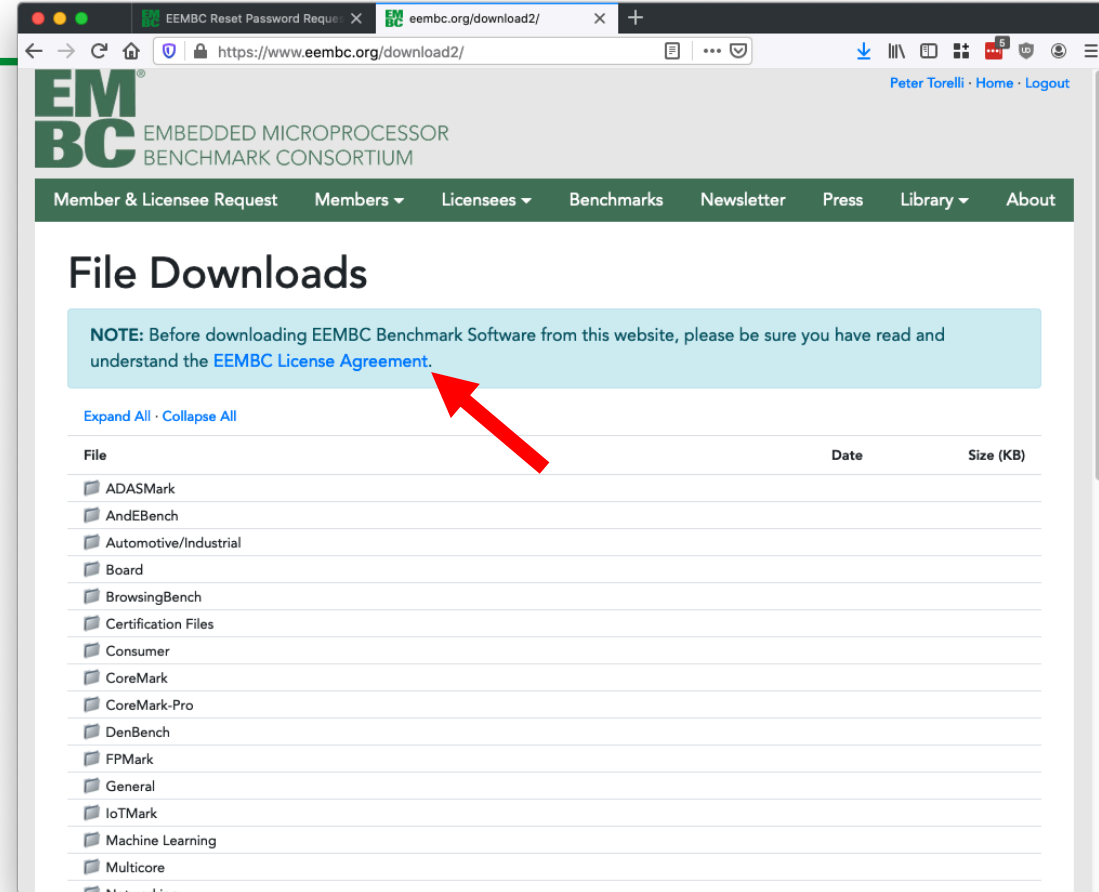 EEMBC Reset Password Reques
eembc.org/download2/
https://www.eembc.org/download2/
5
Peter Torelli · Home · Logout
EM®
BC
EMBEDDED MICROPROCESSOR
BENCHMARK CONSORTIUM
Member & Licensee Request Members Licensees Benchmarks Newsletter Press Library About
File Downloads
NOTE: Before downloading EEMBC Benchmark Software from this website, please be sure you have read and
understand the EEMBC License Agreement.
Expand All · Collapse All
File Date Size (KB)
ADASMark
AndEBench
Automotive/Industrial
Board
BrowsingBench
Certification Files
Consumer
CoreMark
CoreMark-Pro
DenBench
FPMark
General
IoTMark
Machine Learning
Multicore